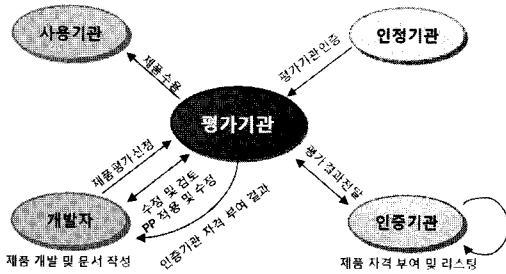 사용기관
인정기관
제품수용
평가기관인증
평가기관
제품평가신청
수정 및 검토
PP 적용 및 수정
인증기관 자격 부여 결과
평가결과전달
개발자
인증기관
제품 개발 및 문서 작성
제품 자격 부여 및 리스팅